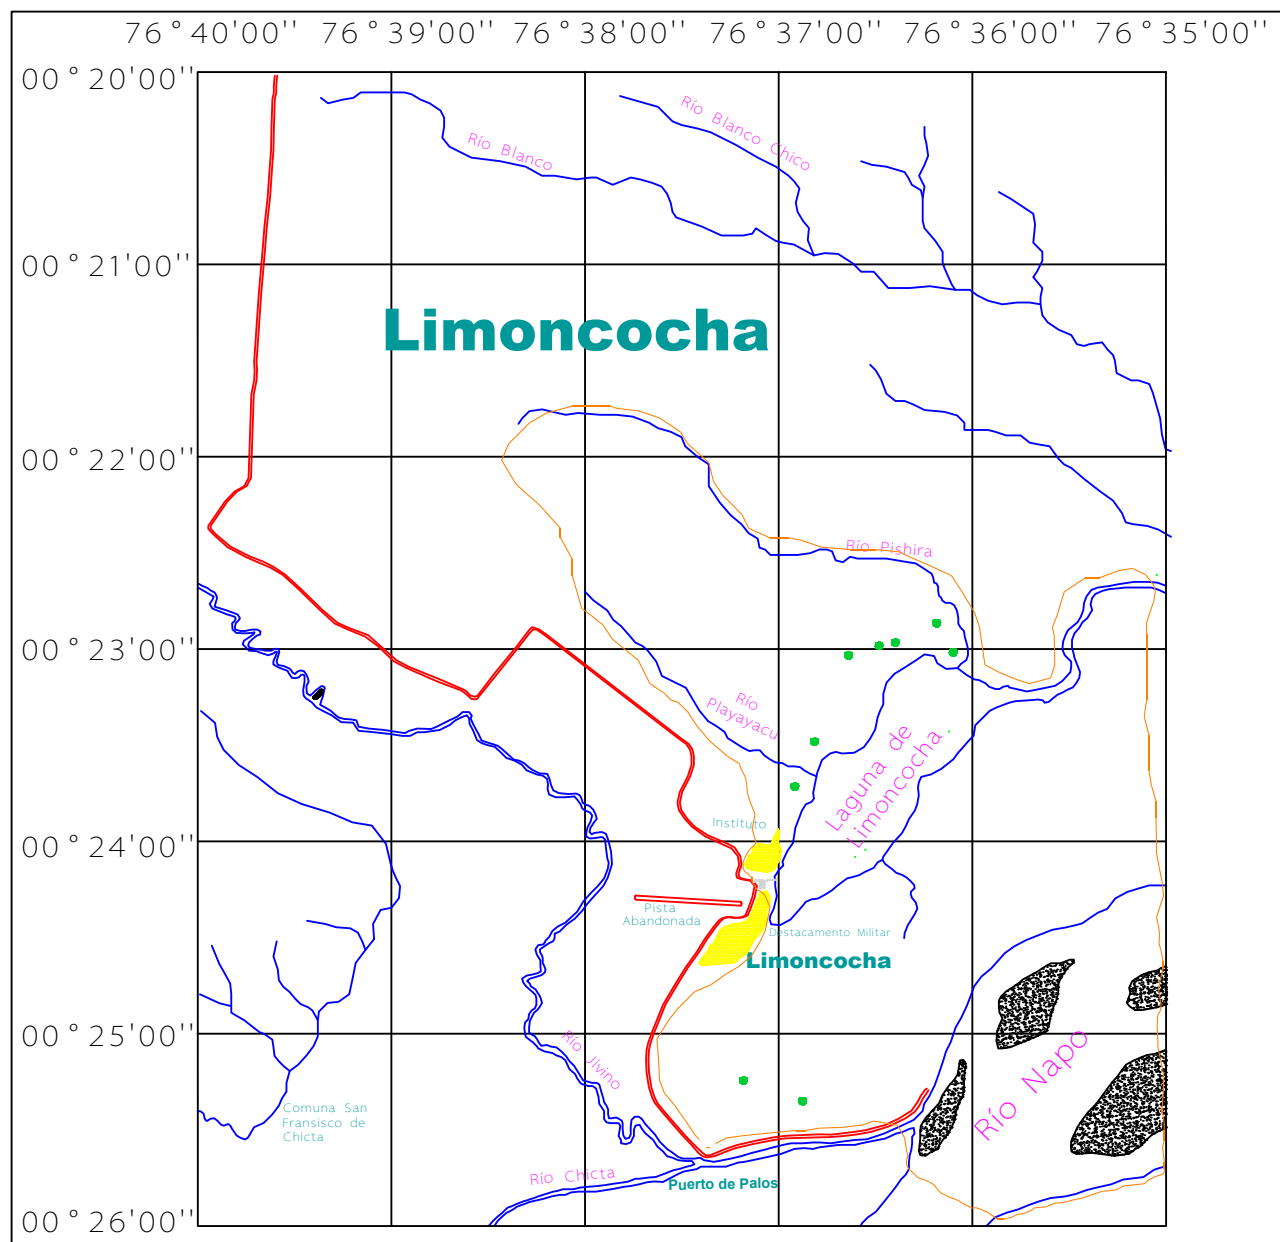 76°40'00'' 76°39'00'' 76°38'00'' 76°37'00'' 76°36'00'' 76°35'00''
00°20'00''
Río Blanco Chico
Río Blanco
00°21'00''
Limoncocha
00°22'00''
Río Pishira
00°23'00''
Río
Playayacu
Laguna de
Limoncocha
Instituto
00°24'00''
Pista
Abandonada
Destacamento Militar
Limoncocha
00°25'00''
Río Jivino
Río Napo
Comuna San
Fransisco de
Chicta
Río Chicta
Puerto de Palos
00°26'00''